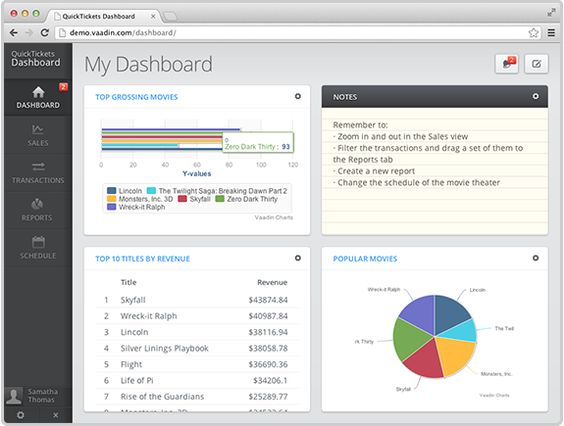 QuickTickets Dashboard
demo.vaadin.com/dashboard/
QuickTickets
Dashboard
My Dashboard
2
2
DASHBOARD
SALES
TRANSACTIONS
REPORTS
SCHEDULE
Samatha
Thomas
TOP GROSSING MOVIES
0
Zero Dark Thirty : 93
0 20 40 60 80 100 120
Y-values
Lincoln The Twilight Saga: Breaking Dawn Part 2
Monsters, Inc. 3D Skyfall Zero Dark Thirty
Wreck-it Ralph
Vaadin Charts
NOTES
Remember to:
· Zoom in and out in the Sales view
· Filter the transactions and drag a set of them to
the Reports tab
· Create a new report
· Change the schedule of the movie theater
TOP 10 TITLES BY REVENUE
Title Revenue
1 Skyfall $43874.84
2 Wreck-it Ralph $40987.84
3 Lincoln $38116.94
4 Silver Linings Playbook $38058.78
5 Flight $36690.36
6 Life of Pi $34206.1
7 Rise of the Guardians $25289.77
8 Monsters, Inc. 3D
POPULAR MOVIES
Wreck-it Ralph
Lincoln
The Twil
rk Thirty
Monsters, Inc.
Skyfall
Vaadin Charts